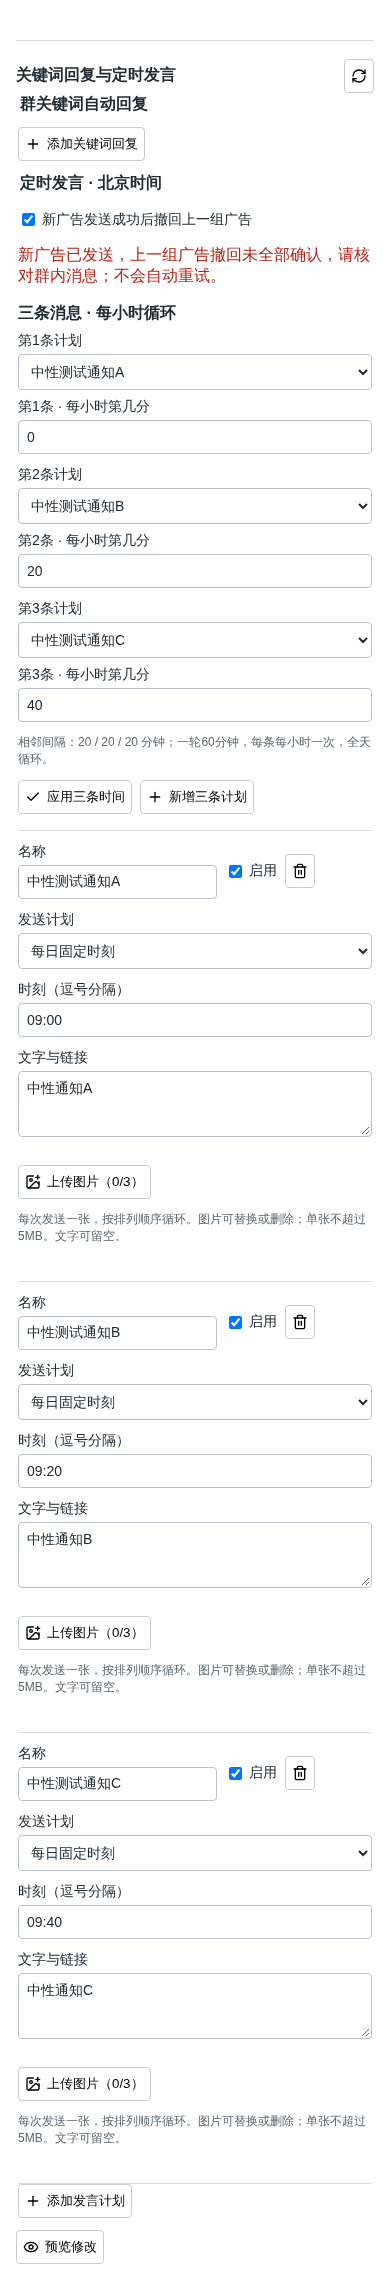 关键词回复与定时发言
群关键词自动回复
添加关键词回复
定时发言 · 北京时间
新广告发送成功后撤回上一组广告
新广告已发送，上一组广告撤回未全部确认，请核
对群内消息；不会自动重试。
三条消息 · 每小时循环
第1条计划
中性测试通知A
第1条 · 每小时第几分
0
第2条计划
中性测试通知B
第2条 · 每小时第几分
20
第3条计划
中性测试通知C
第3条 · 每小时第几分
40
相邻间隔：20 / 20 / 20 分钟；一轮60分钟，每条每小时一次，全天
循环。
应用三条时间 新增三条计划
名称
中性测试通知A 启用
发送计划
每日固定时刻
时刻（逗号分隔）
09:00
文字与链接
中性通知A
上传图片（0/3）
每次发送一张，按排列顺序循环。图片可替换或删除；单张不超过
5MB。文字可留空。
名称
中性测试通知B 启用
发送计划
每日固定时刻
时刻（逗号分隔）
09:20
文字与链接
中性通知B
上传图片（0/3）
每次发送一张，按排列顺序循环。图片可替换或删除；单张不超过
5MB。文字可留空。
名称
中性测试通知C 启用
发送计划
每日固定时刻
时刻（逗号分隔）
09:40
文字与链接
中性通知C
上传图片（0/3）
每次发送一张，按排列顺序循环。图片可替换或删除；单张不超过
5MB。文字可留空。
添加发言计划
预览修改